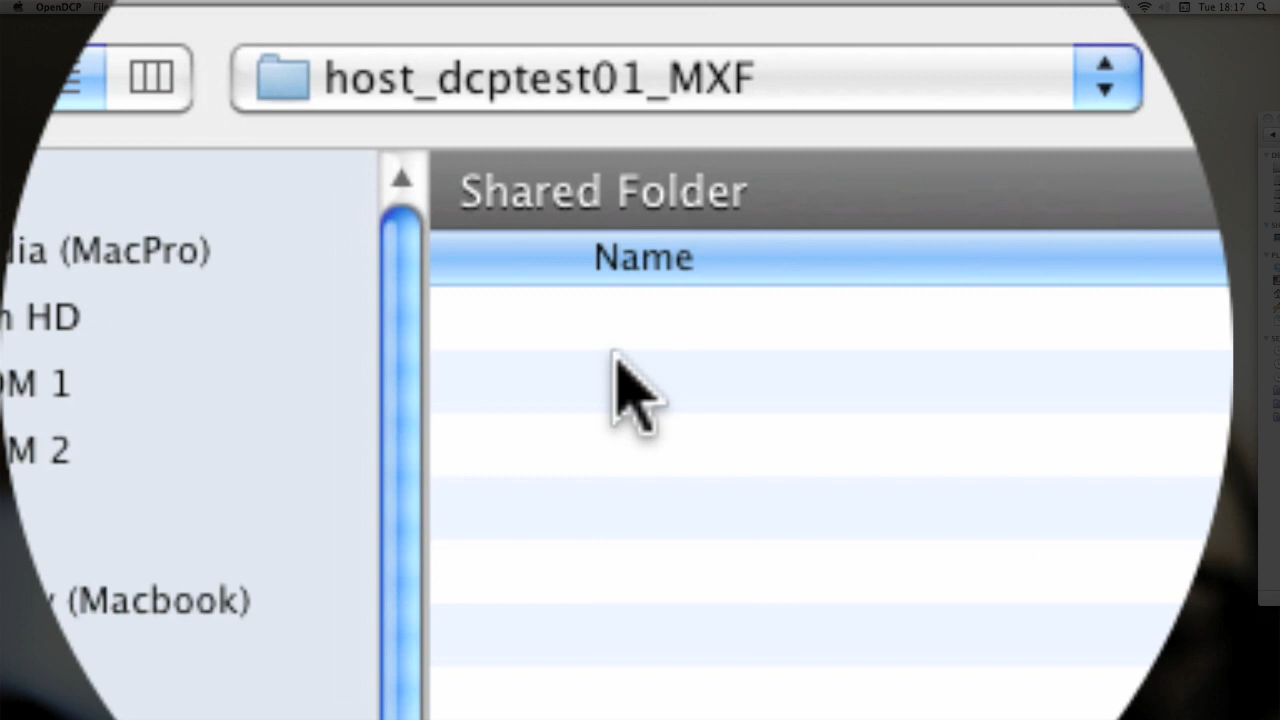 OpenDCP Tue 18:17
host_dcptest01_MXF
Shared Folder
Name
(MacPro)
HD
1
2
(Macbook)